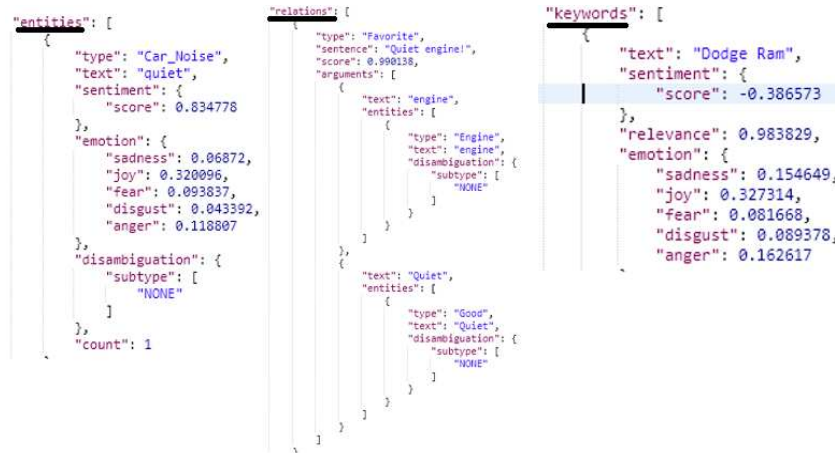 "entities": [
{
"type": "Car_Noise",
"text": "quiet",
"sentiment": {
"score": 0.834778
},
"emotion": {
"sadness": 0.06872,
"joy": 0.320096,
"fear": 0.093837,
"disgust": 0.043392,
"anger": 0.118807
},
"disambiguation": {
"subtype": [
"NONE"
]
},
"count": 1
"relations": [
{
"type": "Favorite",
"sentence": "Quiet engine!",
"score": 0.990138,
"arguments": [
{
"text": "engine",
"entities": [
{
"type": "Engine",
"text": "engine",
"disambiguation": {
"subtype": [
"NONE"
]
}
}
]
},
{
"text": "Quiet",
"entities": [
{
"type": "Good",
"text": "Quiet",
"disambiguation": {
"subtype": [
"NONE"
]
}
}
]
}
]
}
"keywords": [
{
"text": "Dodge Ram",
"sentiment": {
"score": -0.386573
},
"relevance": 0.983829,
"emotion": {
"sadness": 0.154649,
"joy": 0.327314,
"fear": 0.081668,
"disgust": 0.089378,
"anger": 0.162617